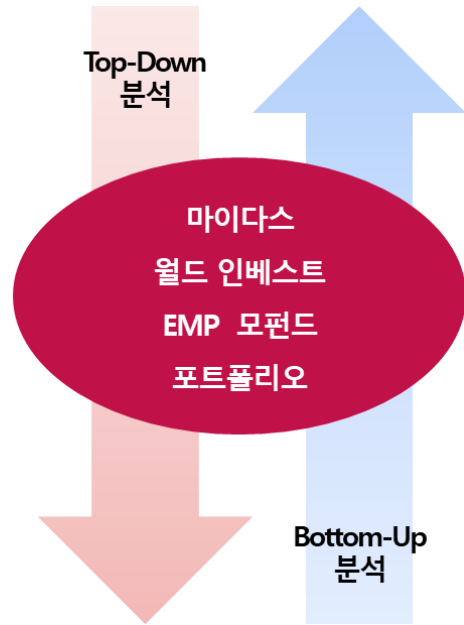 Top-Down
분석
마이다스
월드 인베스트
EMP 모펀드
포트폴리오
Bottom-Up
분석